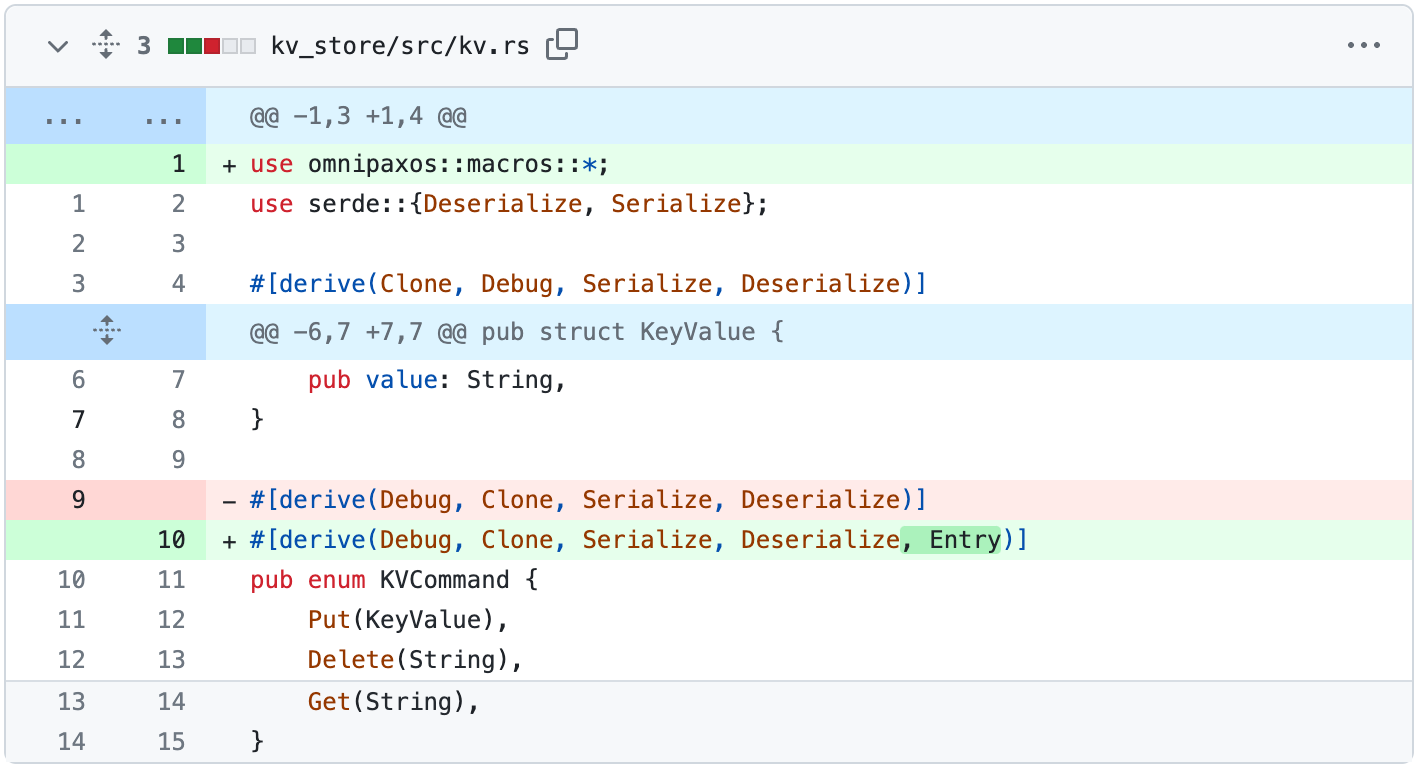 3 kv_store/src/kv.rs
... ... @@ -1,3 +1,4 @@
1 + use omnipaxos::macros::*;
1 2 use serde::{Deserialize, Serialize};
2 3
3 4 #[derive(Clone, Debug, Serialize, Deserialize)]
@@ -6,7 +7,7 @@ pub struct KeyValue {
6 7     pub value: String,
7 8 }
8 9
9 - #[derive(Debug, Clone, Serialize, Deserialize)]
10 + #[derive(Debug, Clone, Serialize, Deserialize, Entry)]
10 11 pub enum KVCommand {
11 12     Put(KeyValue),
12 13     Delete(String),
13 14     Get(String),
14 15 }